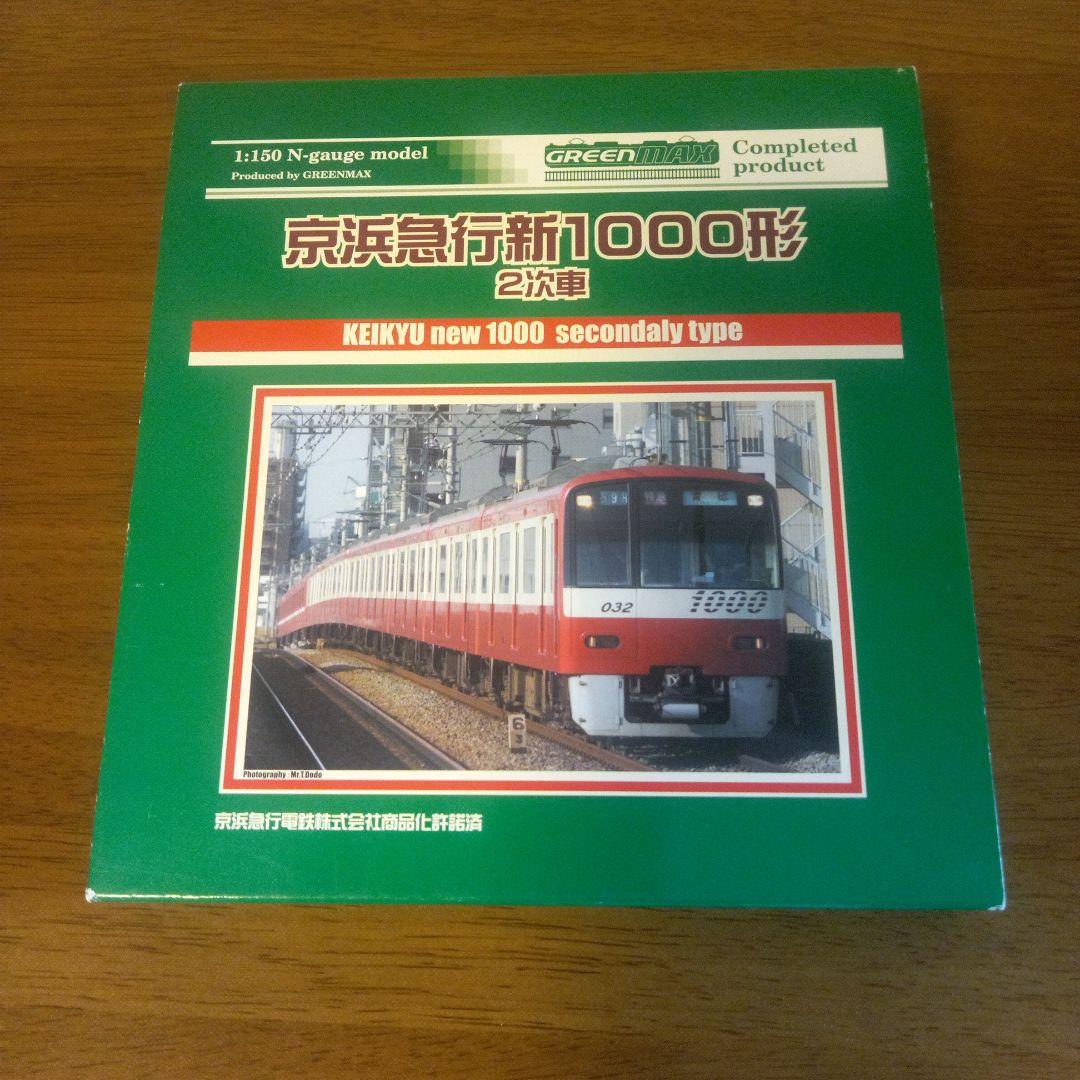 1:150 N-gauge model
Produced by GREENMAX
GREENMAX
Completed
product
京浜急行新1000形
2次車
KEIKYU new 1000 secondaly type
特急
032
1000
6
3
Photography : Mr.T.Dodo
京浜急行電鉄株式会社商品化許諾済